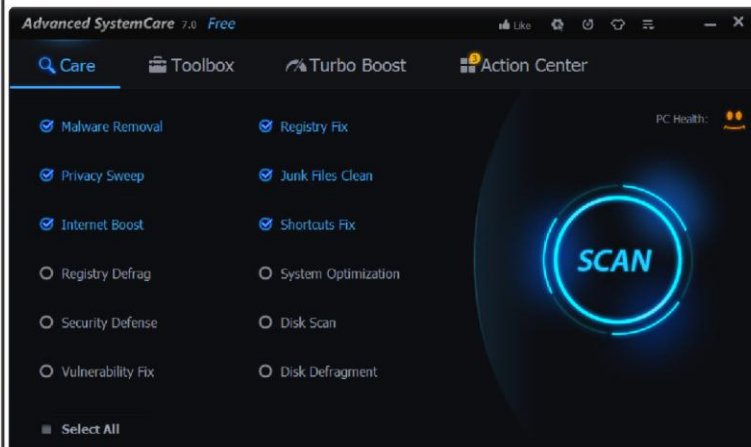 Advanced SystemCare 7.0 Free Like
Care Toolbox Turbo Boost 3 Action Center
PC Health:
Malware Removal Registry Fix
Privacy Sweep Junk Files Clean
Internet Boost Shortcuts Fix
SCAN
Registry Defrag System Optimization
Security Defense Disk Scan
Vulnerability Fix Disk Defragment
Select All